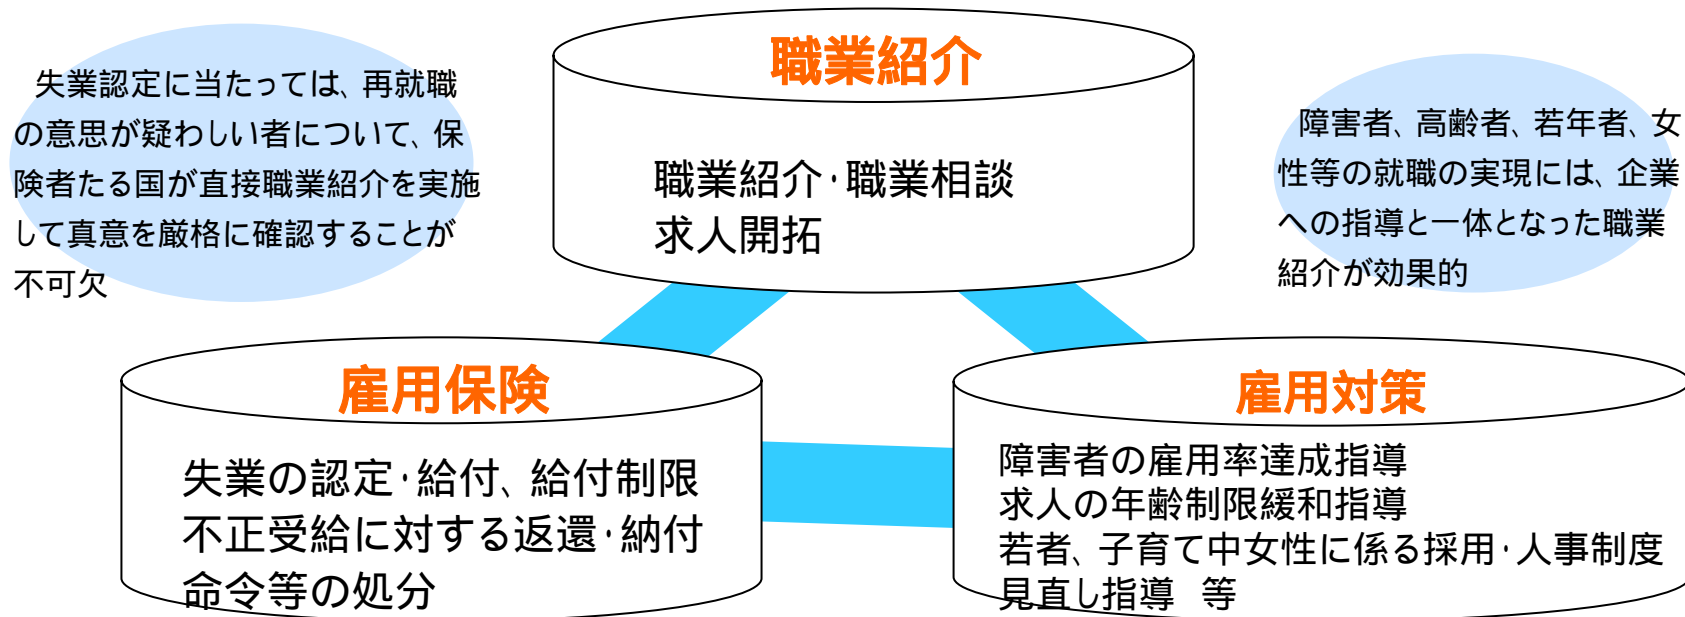 職業紹介
職業紹介・職業相談
求人開拓
失業認定に当たっては、再就職
の意思が疑わしい者について、保
険者たる国が直接職業紹介を実施
して真意を厳格に確認することが
不可欠
障害者、高齢者、若年者、女
性等の就職の実現には、企業
への指導と一体となった職業
紹介が効果的
雇用保険
失業の認定・給付、給付制限
不正受給に対する返還・納付
命令等の処分
雇用対策
障害者の雇用率達成指導
求人の年齢制限緩和指導
若者、子育て中女性に係る採用・人事制度
見直し指導　等